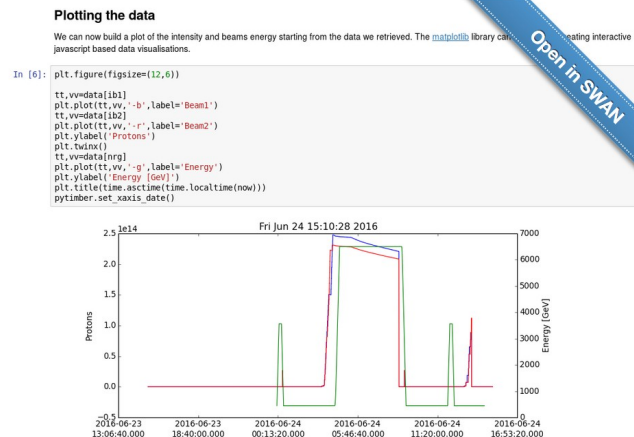 Plotting the data
Open in SWAN
We can now build a plot of the intensity and beams energy starting from the data we retrieved. The matplotlib library can
eating interactive
javascript based data visualisations.
In [6]: plt.figure(figsize=(12,6))
tt,vv=data[ib1]
plt.plot(tt,vv,'-b',label='Beam1')
tt,vv=data[ib2]
plt.plot(tt,vv,'-r',label='Beam2')
plt.ylabel('Protons')
plt.twinx()
tt,vv=data[nrg]
plt.plot(tt,vv,'-g',label='Energy')
plt.ylabel('Energy [GeV]')
plt.title(time.asctime(time.localtime(now)))
pytimber.set_xaxis_date()
Fri Jun 24 15:10:28 2016
1e14
2.5
2.0
1.5
1.0
0.5
0.0
−0.5
Protons
7000
6000
5000
4000
3000
2000
1000
0
Energy [GeV]
2016-06-23 2016-06-23 2016-06-24 2016-06-24 2016-06-24 2016-06-24
13:06:40.000 18:40:00.000 00:13:20.000 05:46:40.000 11:20:00.000 16:53:20.000